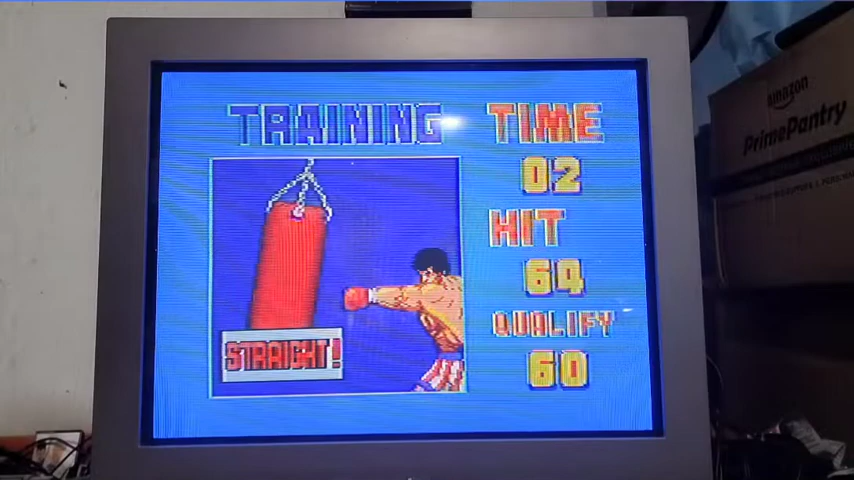 TRAINING
TIME
02
HIT
64
QUALIFY
60
STRAIGHT!
amazon
PrimePantry